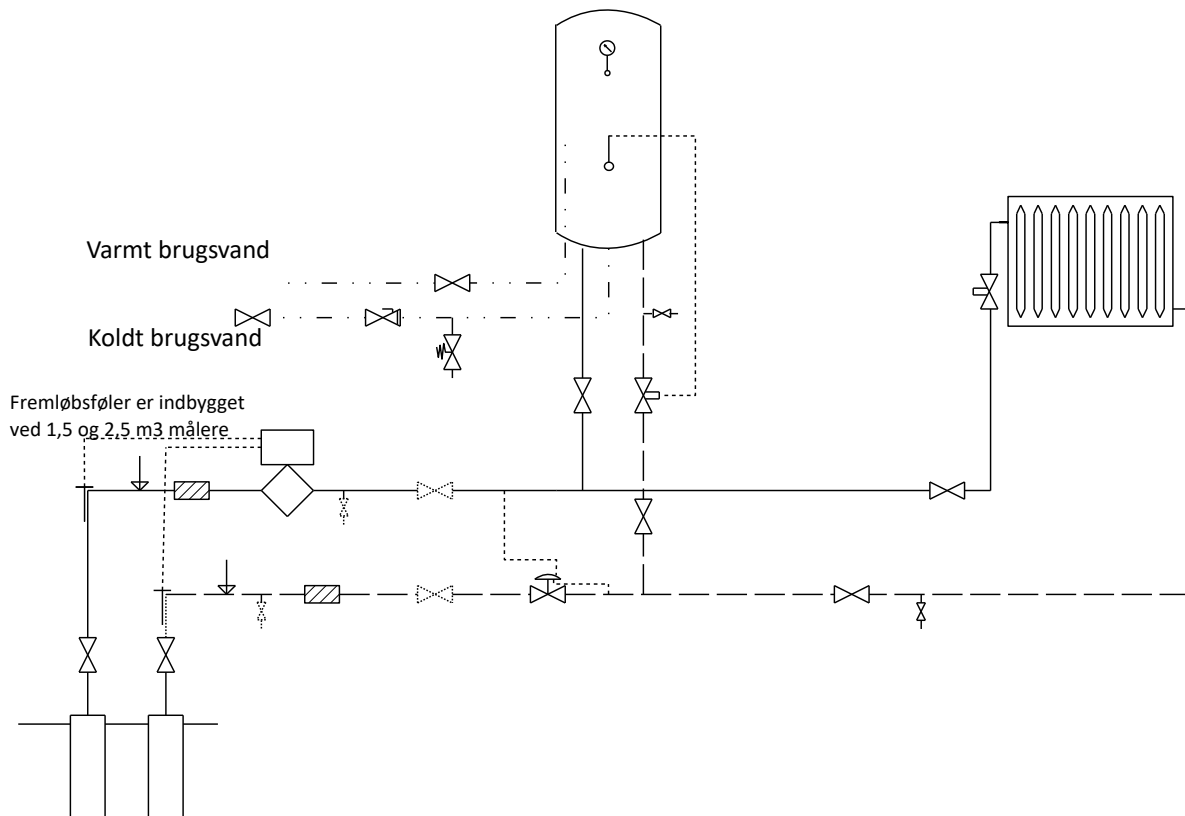 Varmt brugsvand
Koldt brugsvand
Fremløbsføler er indbygget
ved 1,5 og 2,5 m3 målere